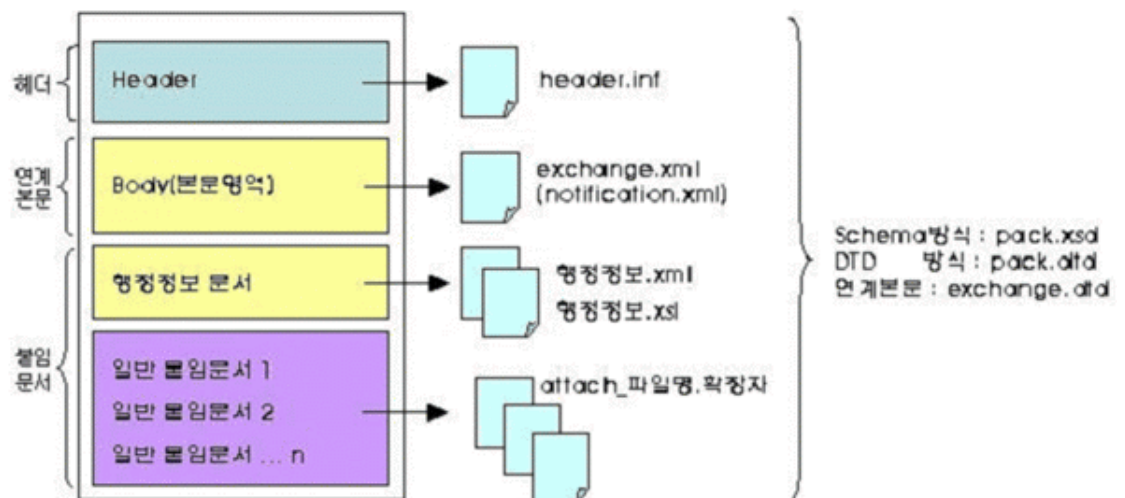 헤더
Header
header.inf
연계
본문
Body(본문영역)
exchange.xml
(notification.xml)
행정정보 문서
행정정보.xml
행정정보.xsl
붙임
문서
일반 붙임문서 1
일반 붙임문서 2
일반 붙임문서 ... n
attach_파일명.확장자
Schema방식 : pack.xsd
DTD 방식 : pack.dtd
연계본문 : exchange.dtd